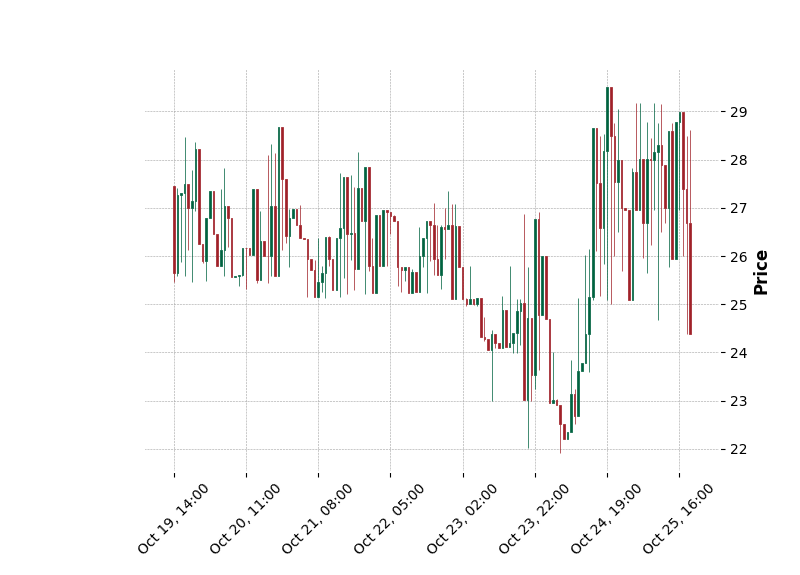 29
28
27
26
25
24
23
22
Price
Oct 19, 14:00
Oct 20, 11:00
Oct 21, 08:00
Oct 22, 05:00
Oct 23, 02:00
Oct 23, 22:00
Oct 24, 19:00
Oct 25, 16:00